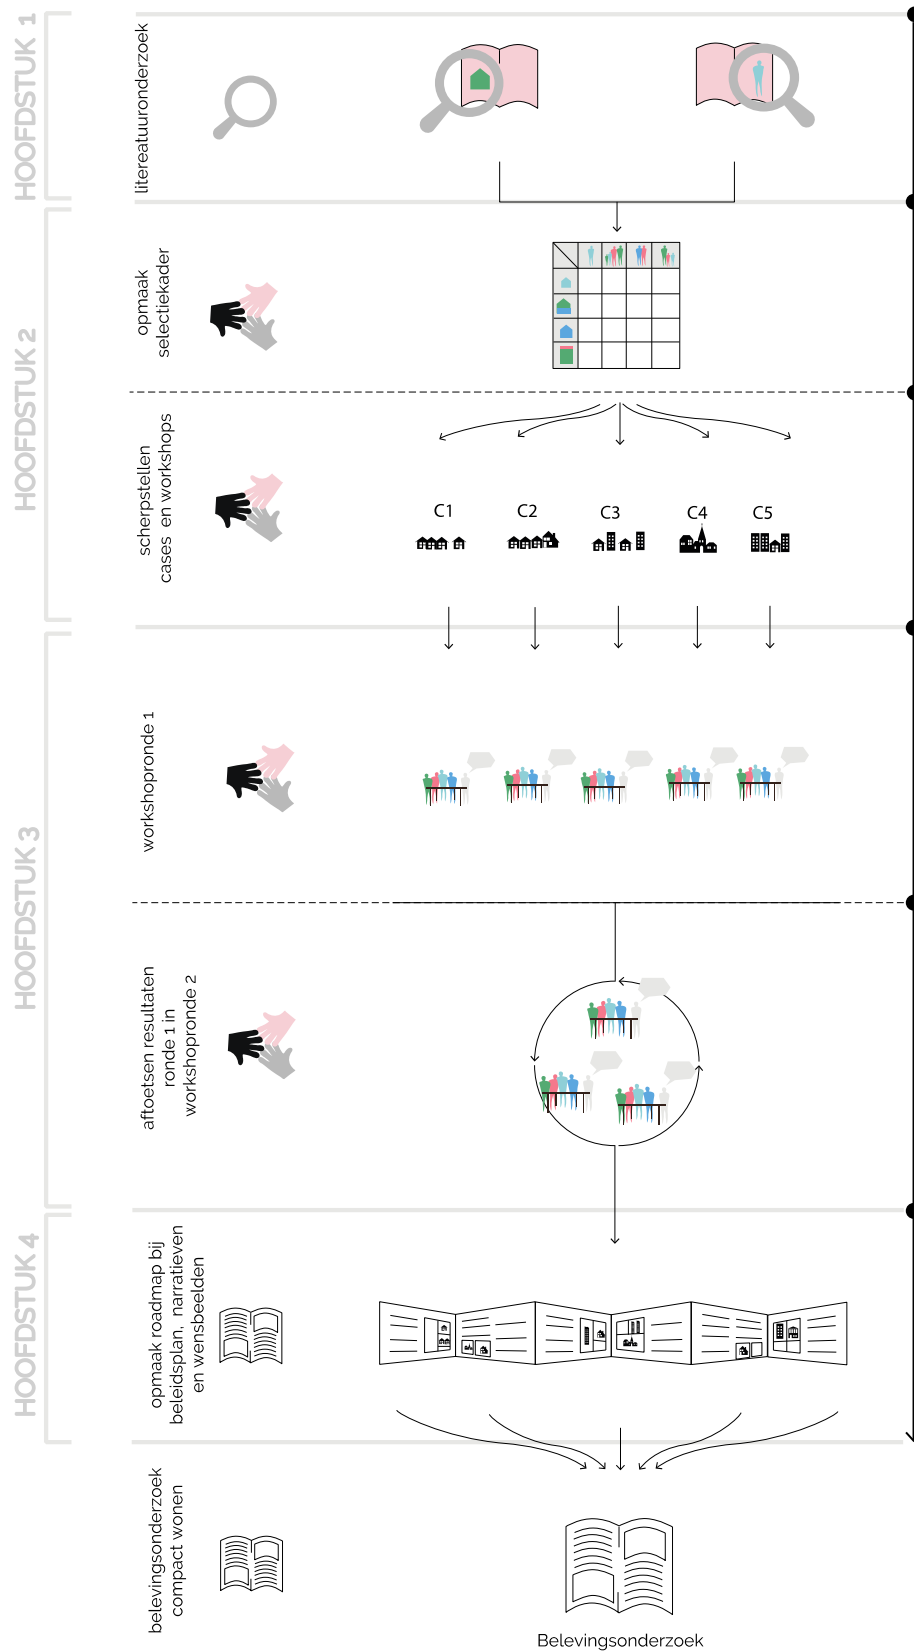 HOOFDSTUK 1
litereatuuronderzoek
HOOFDSTUK 2
opmaak
selectiekader
scherpstellen
cases en workshops
C1
C2
C3
C4
C5
HOOFDSTUK 3
workshopronde 1
aftoetsen resultaten
ronde 1 in
workshopronde 2
HOOFDSTUK 4
opmaak roadmap bij
beleidsplan, narratieven
en wensbeelden
belevingsonderzoek
compact wonen
Belevingsonderzoek